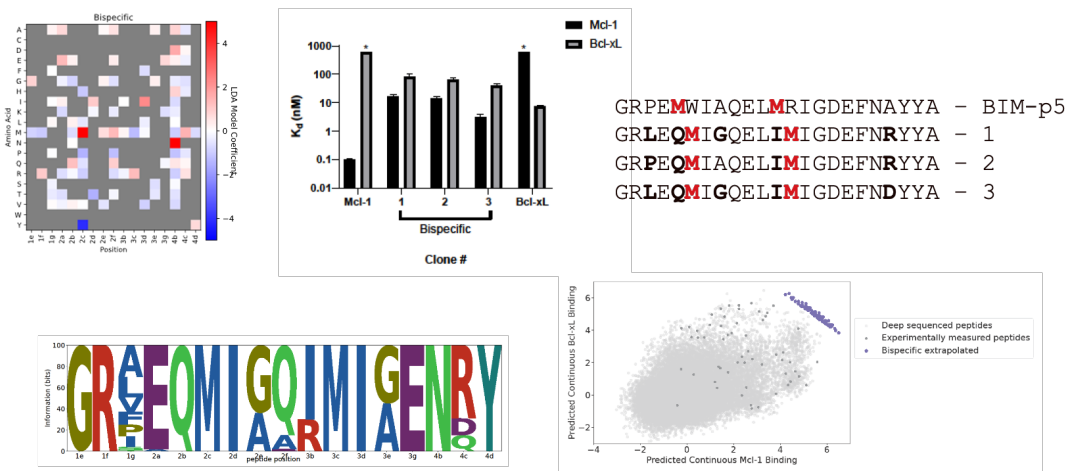 Bispecific
Amino Acid
A
C
D
E
F
G
H
I
K
L
M
N
P
Q
R
S
T
V
W
Y
1e 1f 1g 2a 2b 2c 2d 2e 2f 3b 3c 3d 3e 3g 4b 4c 4d
Position
4
2
0
−2
−4
LDA Model Coefficient
Mcl-1
Bcl-xL
Kd (nM)
1000
100
10
1
0.1
0.01
* *
Mcl-1 1 2 3 Bcl-xL
Bispecific
Clone #
GRPEMWIAQELMRIGDEFNAYYA – BIM-p5
GRLEQMIGQELIMIGDEFNRYYA – 1
GRPEQMIAQELIMIGDEFNRYYA – 2
GRLEQMIGQELIMIGDEFNDYYA – 3
Predicted Continuous Bcl-xL Binding
6
4
2
0
−2
−4 −2 0 2 4 6
Predicted Continuous Mcl-1 Binding
Deep sequenced peptides
Experimentally measured peptides
Bispecific extrapolated
Information (bits)
100
80
60
40
20
0
1e 1f 1g 2a 2b 2c 2d 2e 2f 3b 3c 3d 3e 3g 4b 4c 4d
peptide position